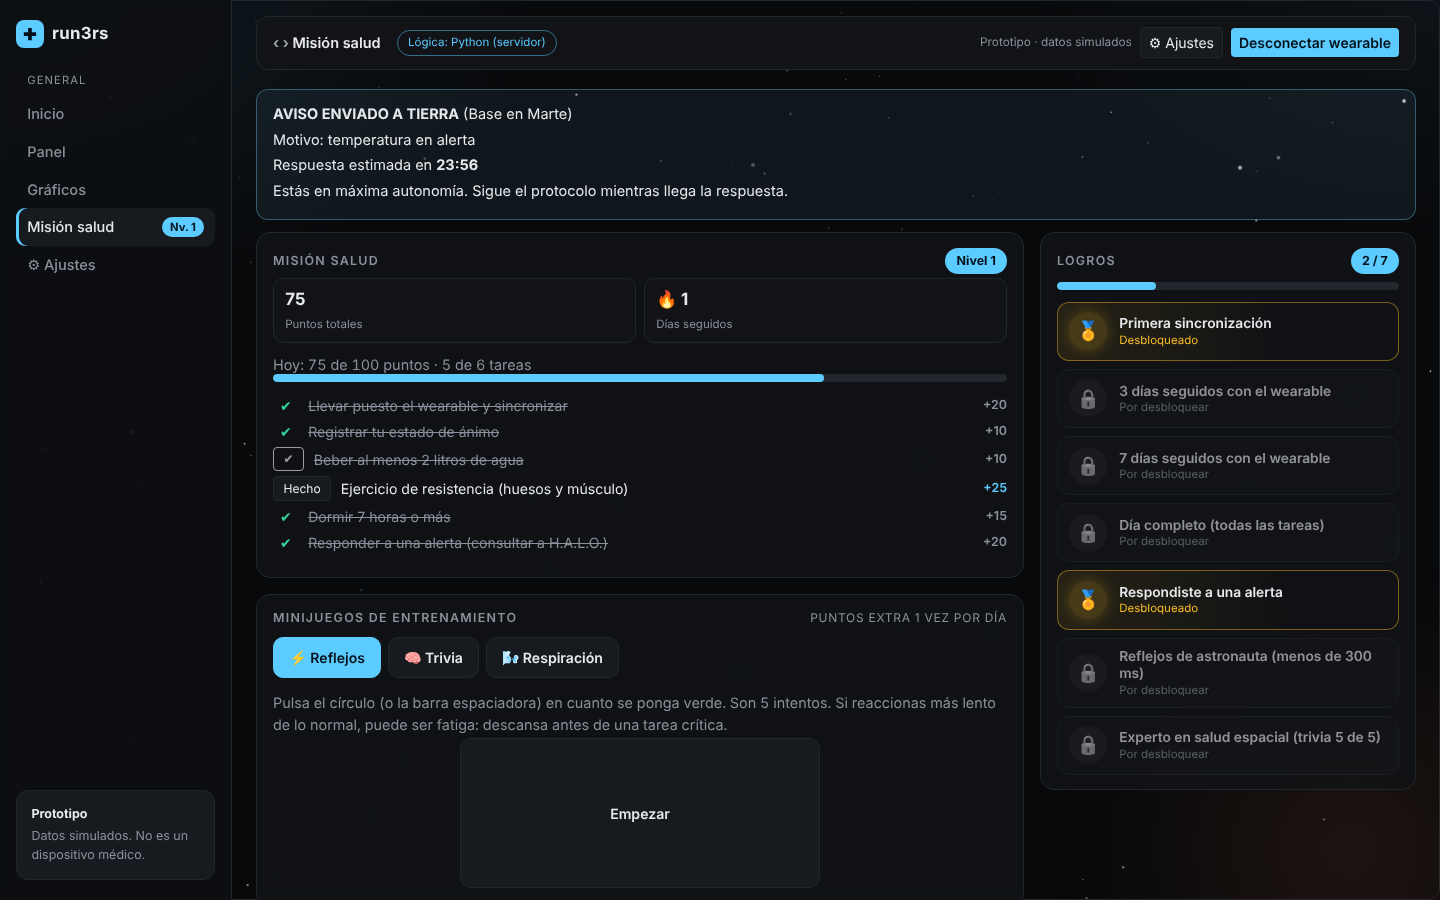 run3rs
GENERAL
Inicio
Panel
Gráficos
Misión salud
Nv. 1
⚙ Ajustes
Prototipo
Datos simulados. No es un
dispositivo médico.
‹ › Misión salud
Lógica: Python (servidor)
Prototipo · datos simulados
⚙ Ajustes
Desconectar wearable
AVISO ENVIADO A TIERRA (Base en Marte)
Motivo: temperatura en alerta
Respuesta estimada en 23:56
Estás en máxima autonomía. Sigue el protocolo mientras llega la respuesta.
MISIÓN SALUD
Nivel 1
75
Puntos totales
🔥 1
Días seguidos
Hoy: 75 de 100 puntos · 5 de 6 tareas
✔ Llevar puesto el wearable y sincronizar +20
✔ Registrar tu estado de ánimo +10
✔ Beber al menos 2 litros de agua +10
Hecho Ejercicio de resistencia (huesos y músculo) +25
✔ Dormir 7 horas o más +15
✔ Responder a una alerta (consultar a H.A.L.O.) +20
MINIJUEGOS DE ENTRENAMIENTO
PUNTOS EXTRA 1 VEZ POR DÍA
⚡ Reflejos
🧠 Trivia
🌬️ Respiración
Pulsa el círculo (o la barra espaciadora) en cuanto se ponga verde. Son 5 intentos. Si reaccionas más lento
de lo normal, puede ser fatiga: descansa antes de una tarea crítica.
Empezar
LOGROS
2 / 7
Primera sincronización
Desbloqueado
3 días seguidos con el wearable
Por desbloquear
7 días seguidos con el wearable
Por desbloquear
Día completo (todas las tareas)
Por desbloquear
Respondiste a una alerta
Desbloqueado
Reflejos de astronauta (menos de 300
ms)
Por desbloquear
Experto en salud espacial (trivia 5 de 5)
Por desbloquear